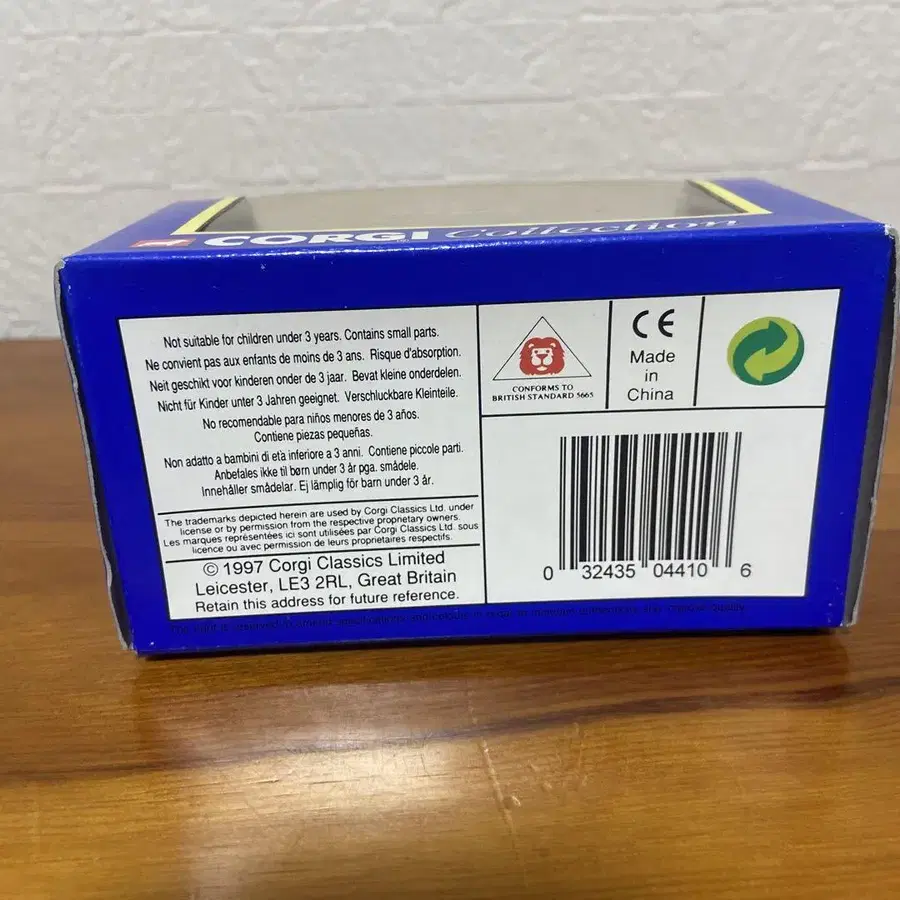 CORGI Collection
Not suitable for children under 3 years. Contains small parts.
Ne convient pas aux enfants de moins de 3 ans. Risque d'absorption.
Neit geschikt voor kinderen onder de 3 jaar. Bevat kleine onderdelen.
Nicht für Kinder unter 3 Jahren geeignet. Verschluckbare Kleinteile.
No recomendable para niños menores de 3 años.
Contiene piezas pequeñas.
Non adatto a bambini di età inferiore a 3 anni. Contiene piccole parti.
Anbefales ikke til børn under 3 år pga. smådele.
Innehåller smådelar. Ej lämplig för barn under 3 år.
The trademarks depicted herein are used by Corgi Classics Ltd. under
license or by permission from the respective proprietary owners.
Les marques représentées ici sont utilisées par Corgi Classics Ltd. sous
licence ou avec permission de leurs propriétaires respectifs.
© 1997 Corgi Classics Limited
Leicester, LE3 2RL, Great Britain
Retain this address for future reference.
CONFORMS TO
BRITISH STANDARD 5665
CE
Made
in
China
0 32435 04410 6